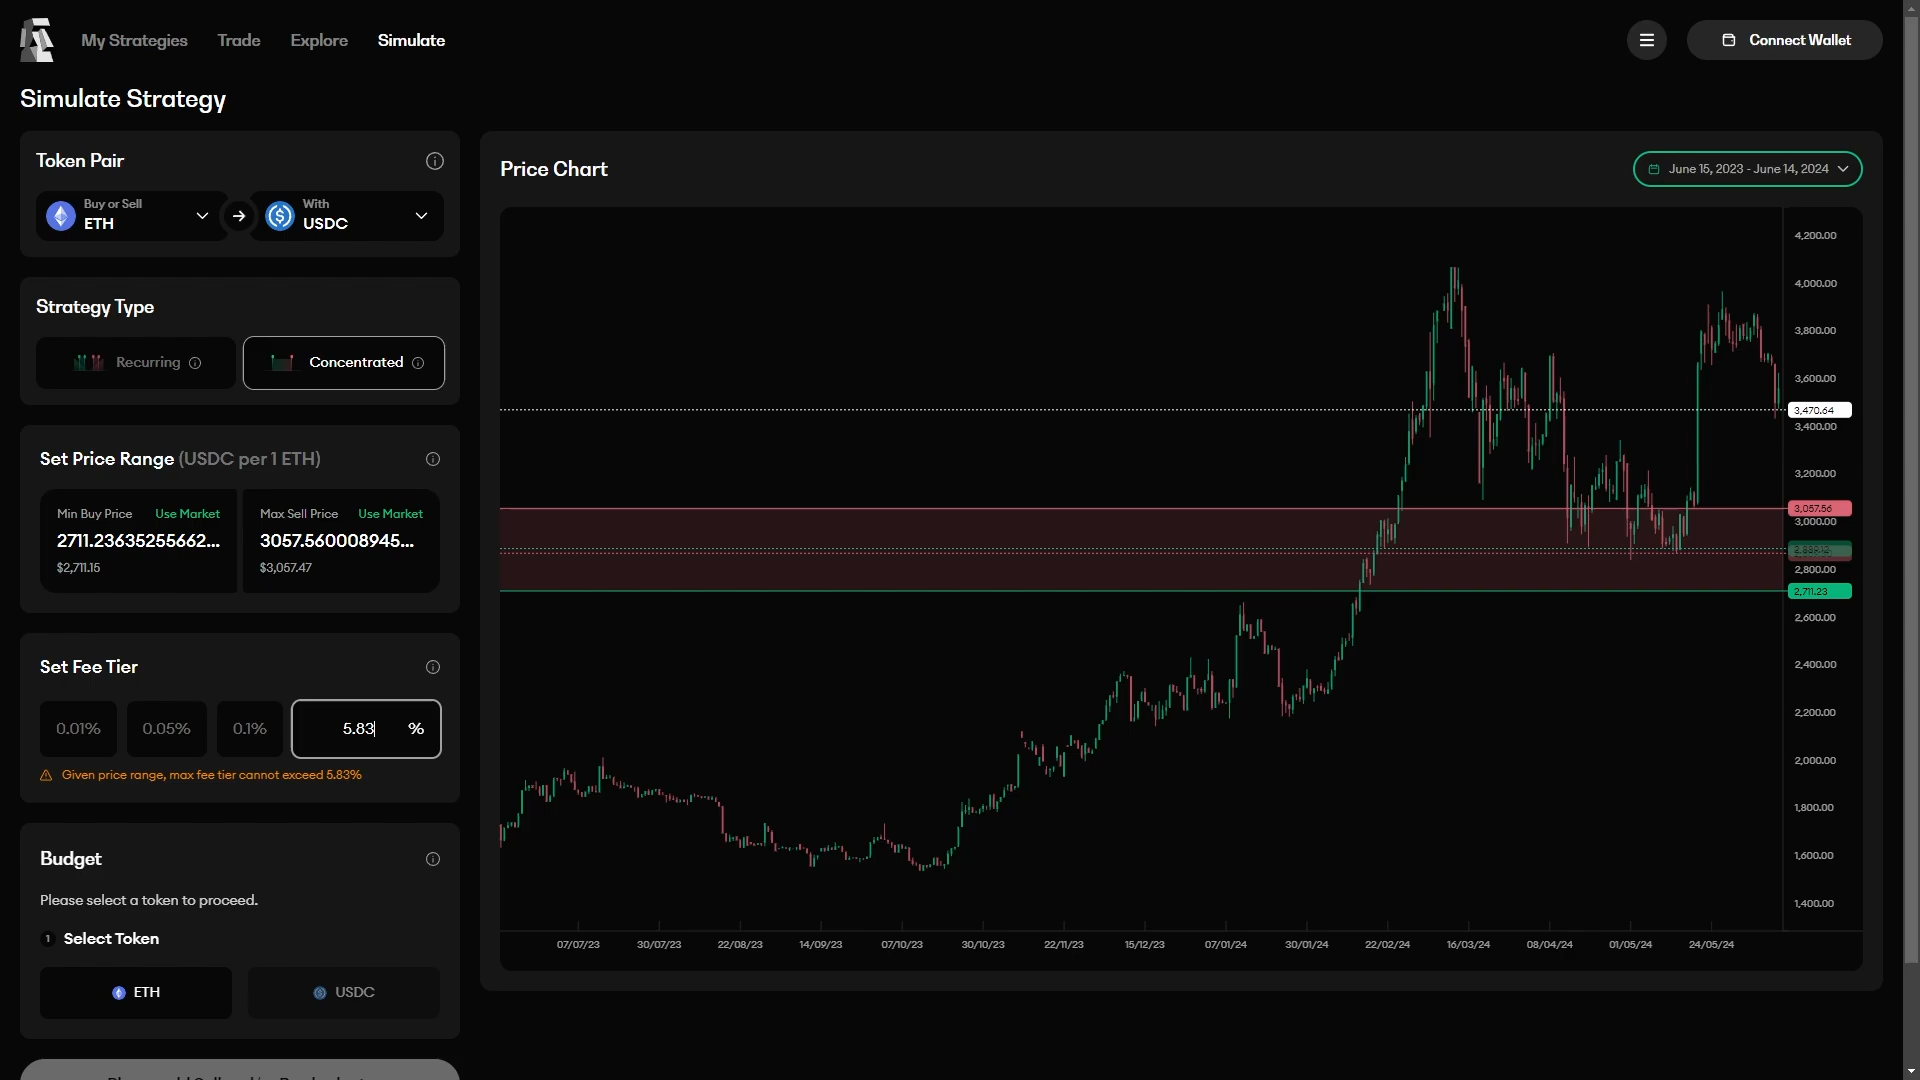 My Strategies Trade Explore Simulate
Connect Wallet
Simulate Strategy
Token Pair
Buy or Sell
ETH
With
USDC
Strategy Type
Recurring
Concentrated
Set Price Range (USDC per 1 ETH)
Min Buy Price Use Market
2711.23635255662...
$2,711.15
Max Sell Price Use Market
3057.560008945...
$3,057.47
Set Fee Tier
0.01% 0.05% 0.1% 5.83 %
Given price range, max fee tier cannot exceed 5.83%
Budget
Please select a token to proceed.
1 Select Token
ETH USDC
Price Chart
June 15, 2023 - June 14, 2024
4,200.00
4,000.00
3,800.00
3,600.00
3,470.64
3,400.00
3,200.00
3,057.56
3,000.00
2,800.00
2,711.23
2,600.00
2,400.00
2,200.00
2,000.00
1,800.00
1,600.00
1,400.00
07/07/23 30/07/23 22/08/23 14/09/23 07/10/23 30/10/23 22/11/23 15/12/23 07/01/24 30/01/24 22/02/24 16/03/24 08/04/24 01/05/24 24/05/24